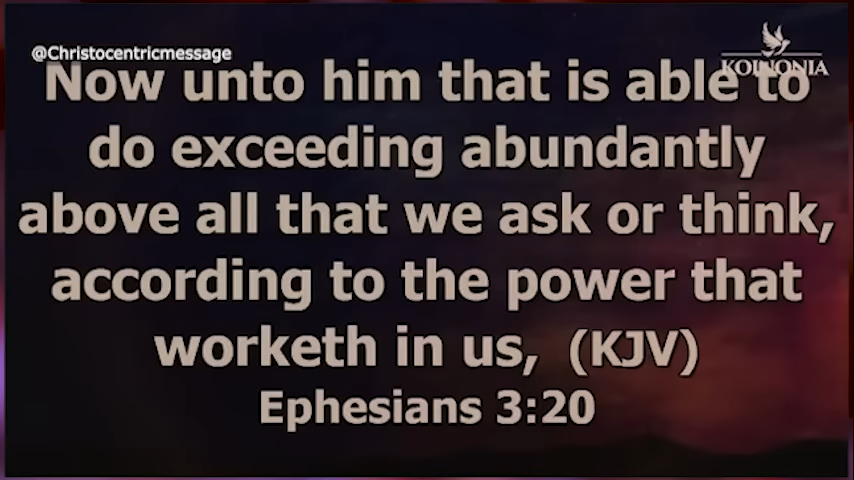 @Christocentricmessage
KOINONIA
Now unto him that is able to
do exceeding abundantly
above all that we ask or think,
according to the power that
worketh in us, (KJV)
Ephesians 3:20